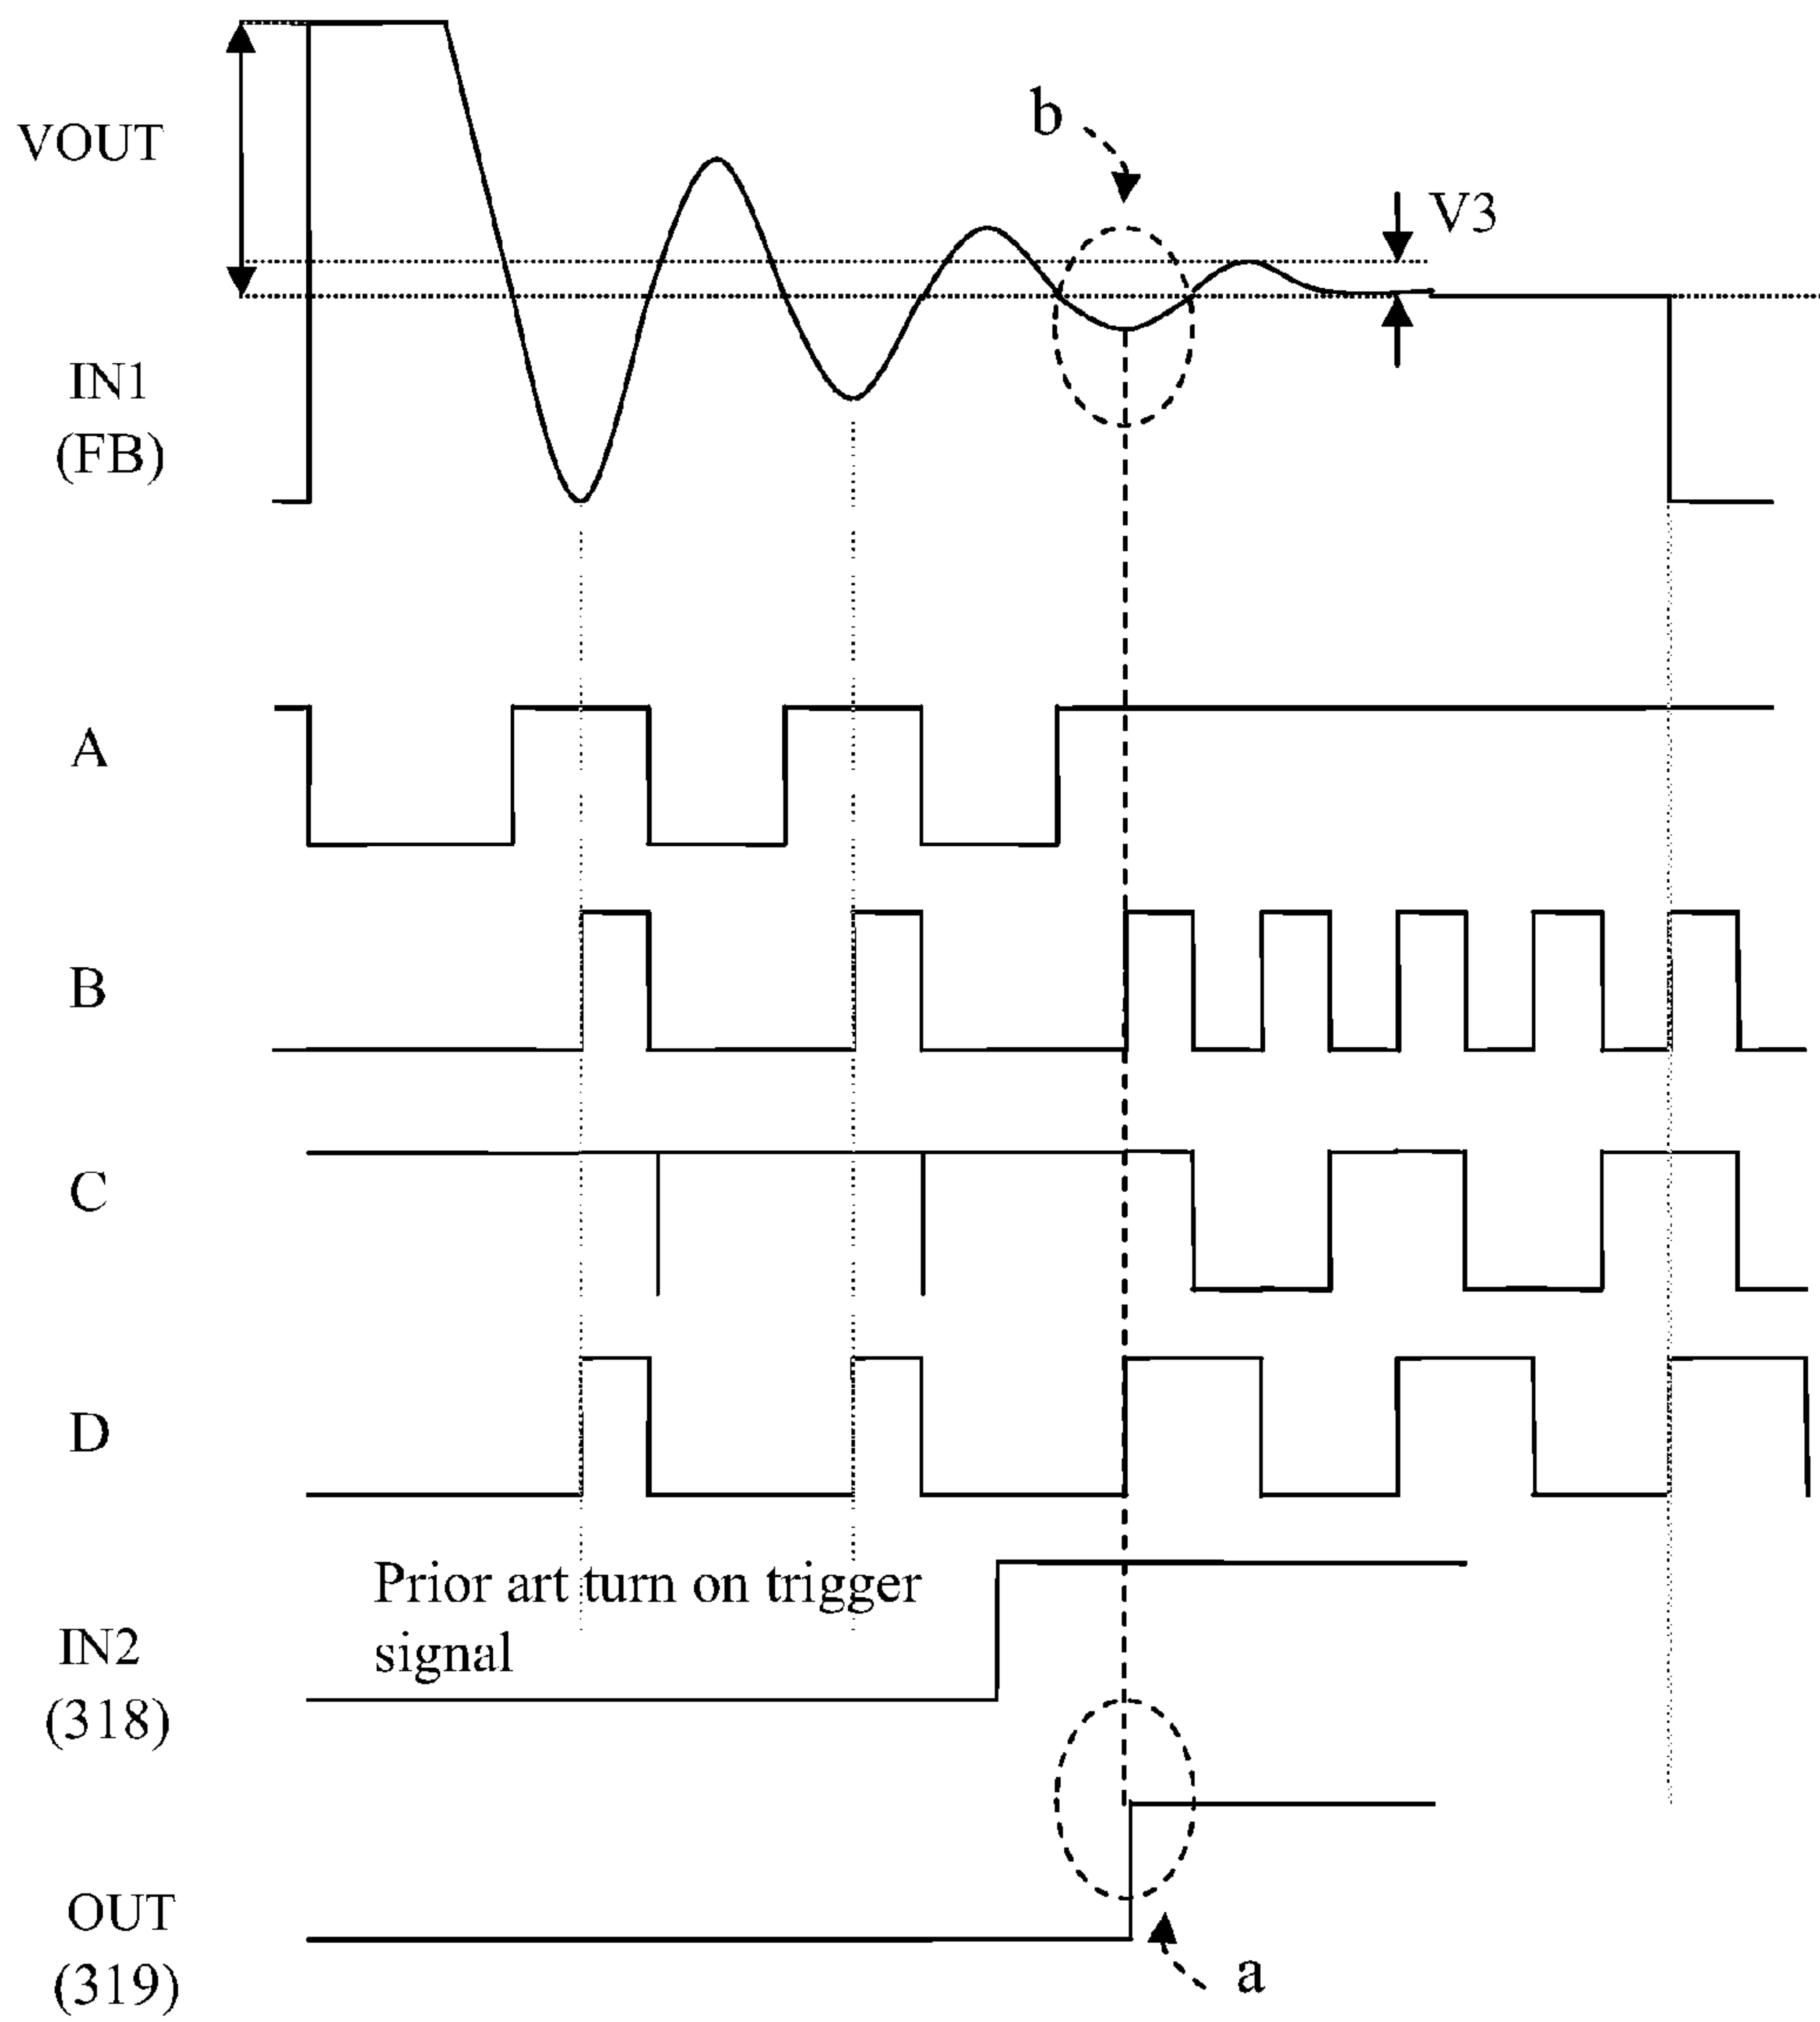 VOUT
b
V3
IN1
(FB)
A
B
C
D
Prior art turn on trigger
signal
IN2
(318)
OUT
(319)
a